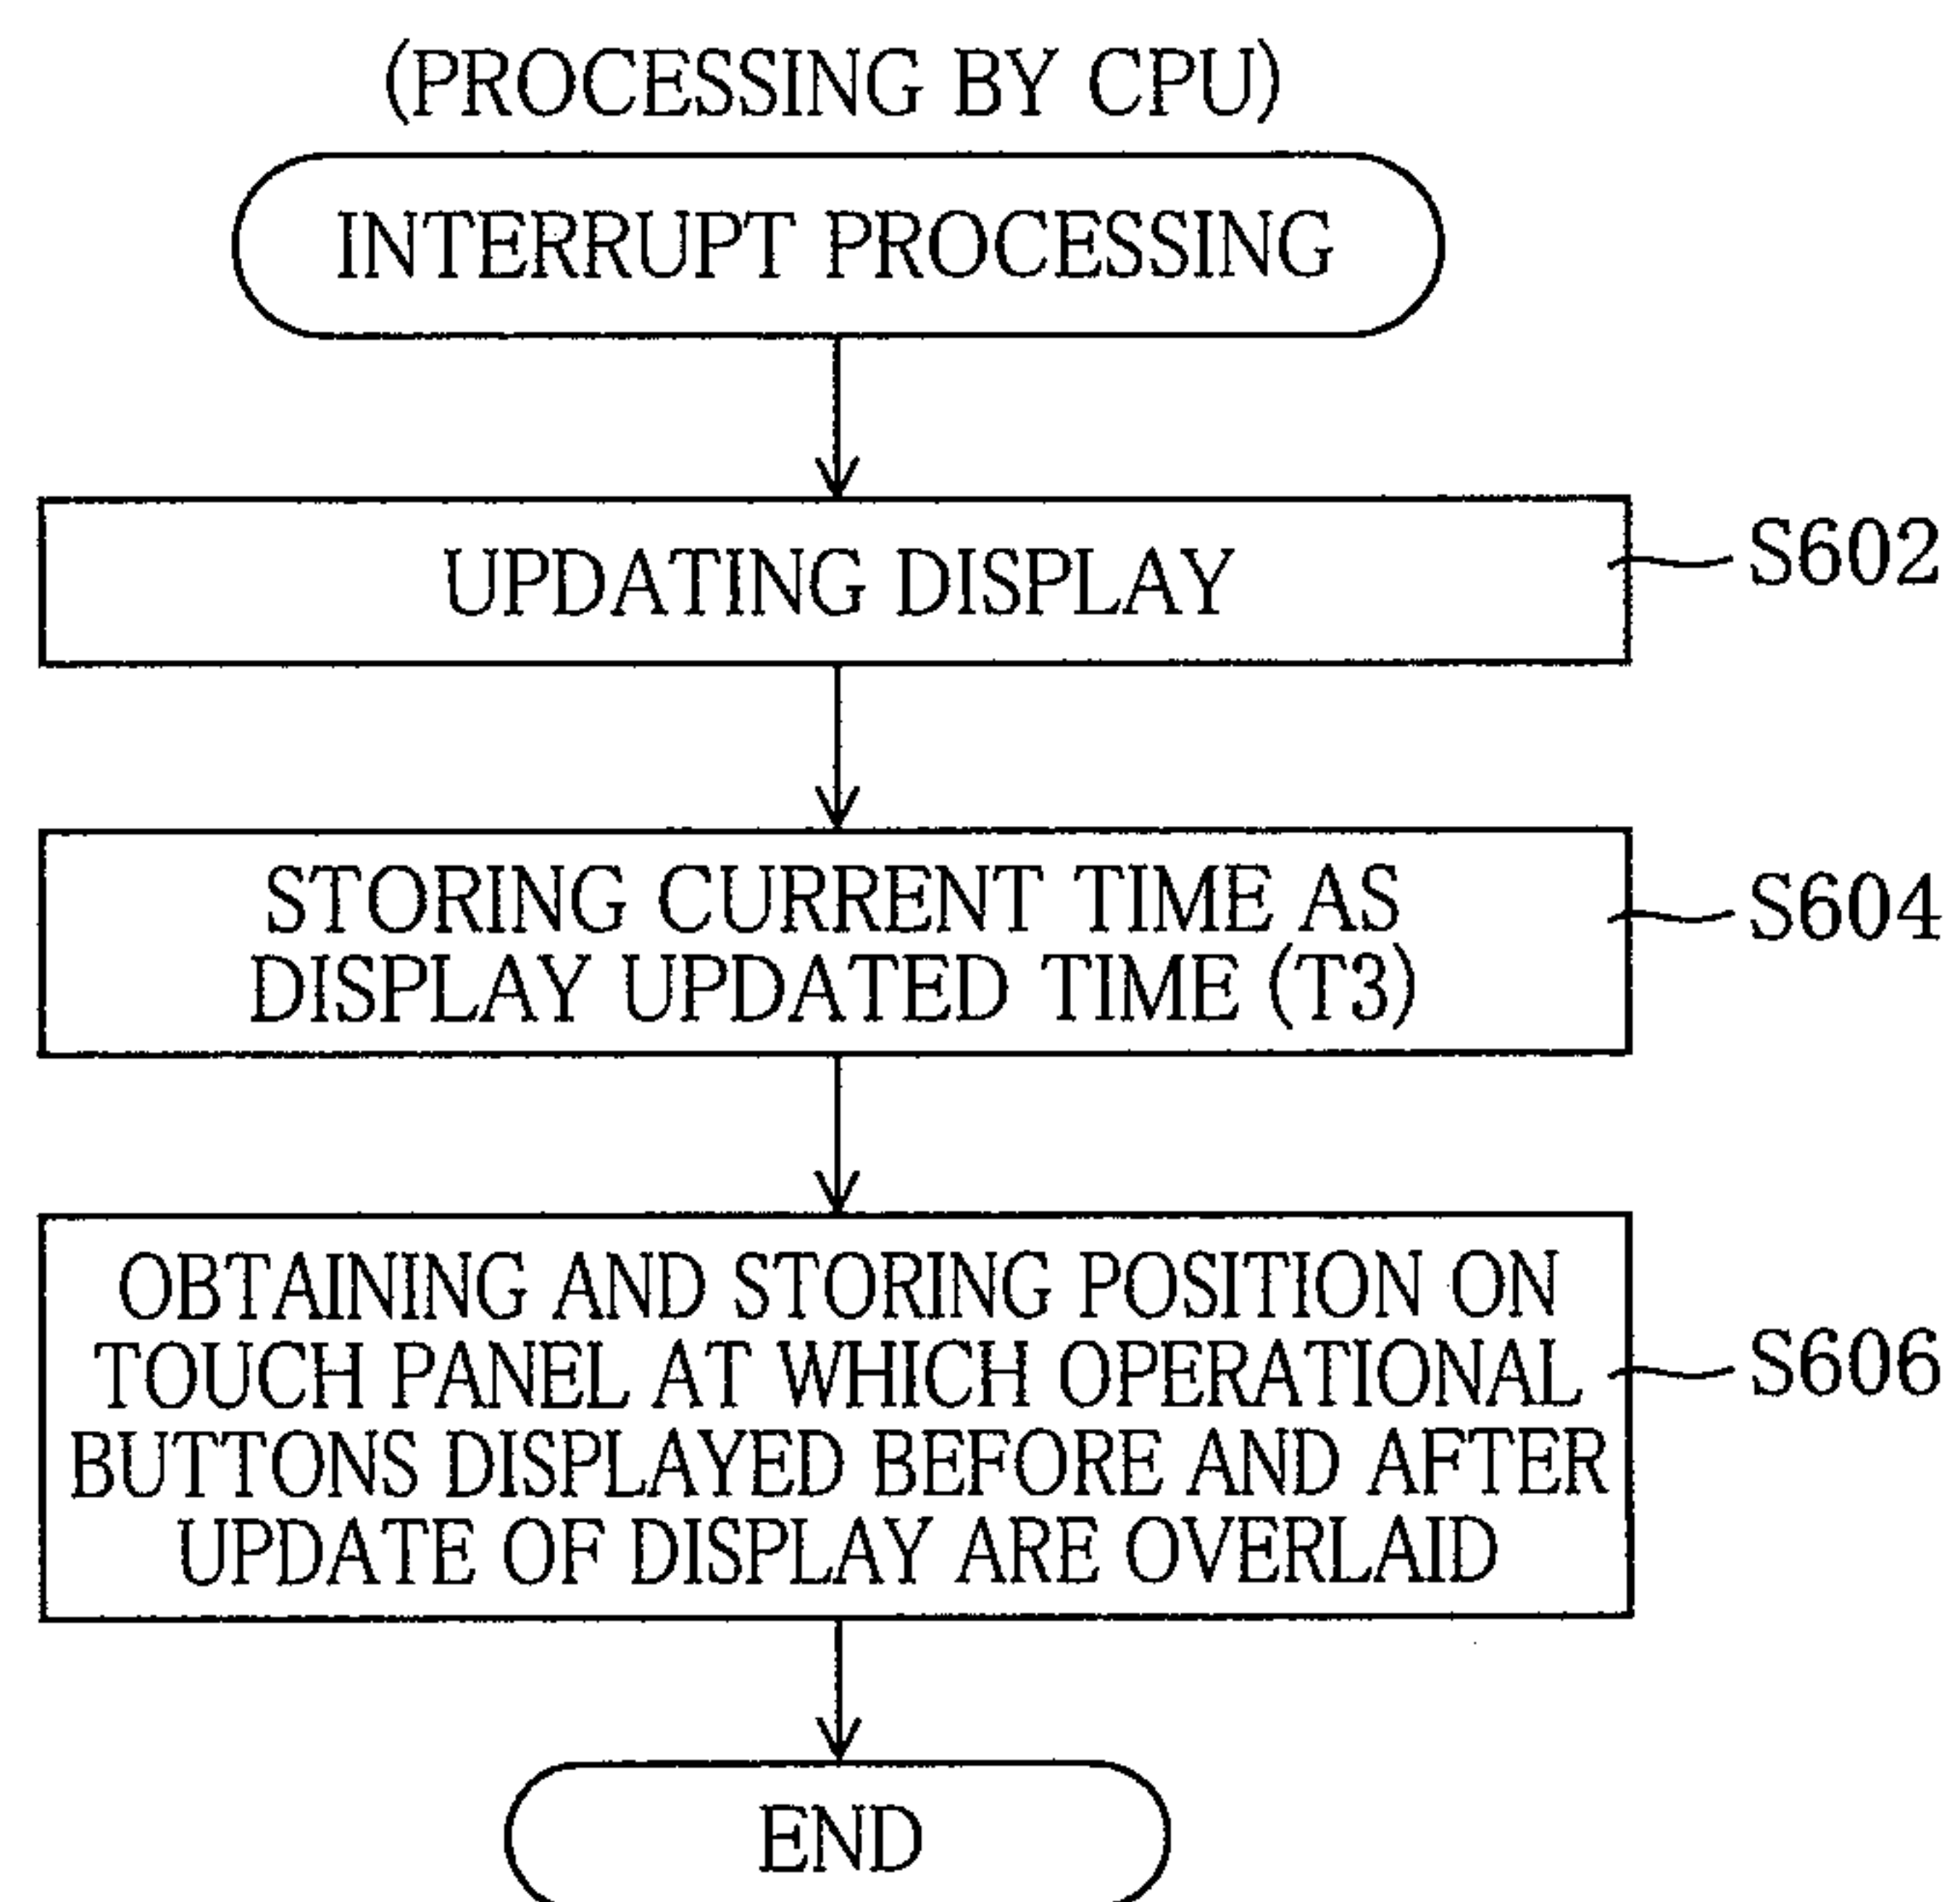 (PROCESSING BY CPU)
INTERRUPT PROCESSING
UPDATING DISPLAY
S602
STORING CURRENT TIME AS
DISPLAY UPDATED TIME (T3)
S604
OBTAINING AND STORING POSITION ON
TOUCH PANEL AT WHICH OPERATIONAL
BUTTONS DISPLAYED BEFORE AND AFTER
UPDATE OF DISPLAY ARE OVERLAID
S606
END